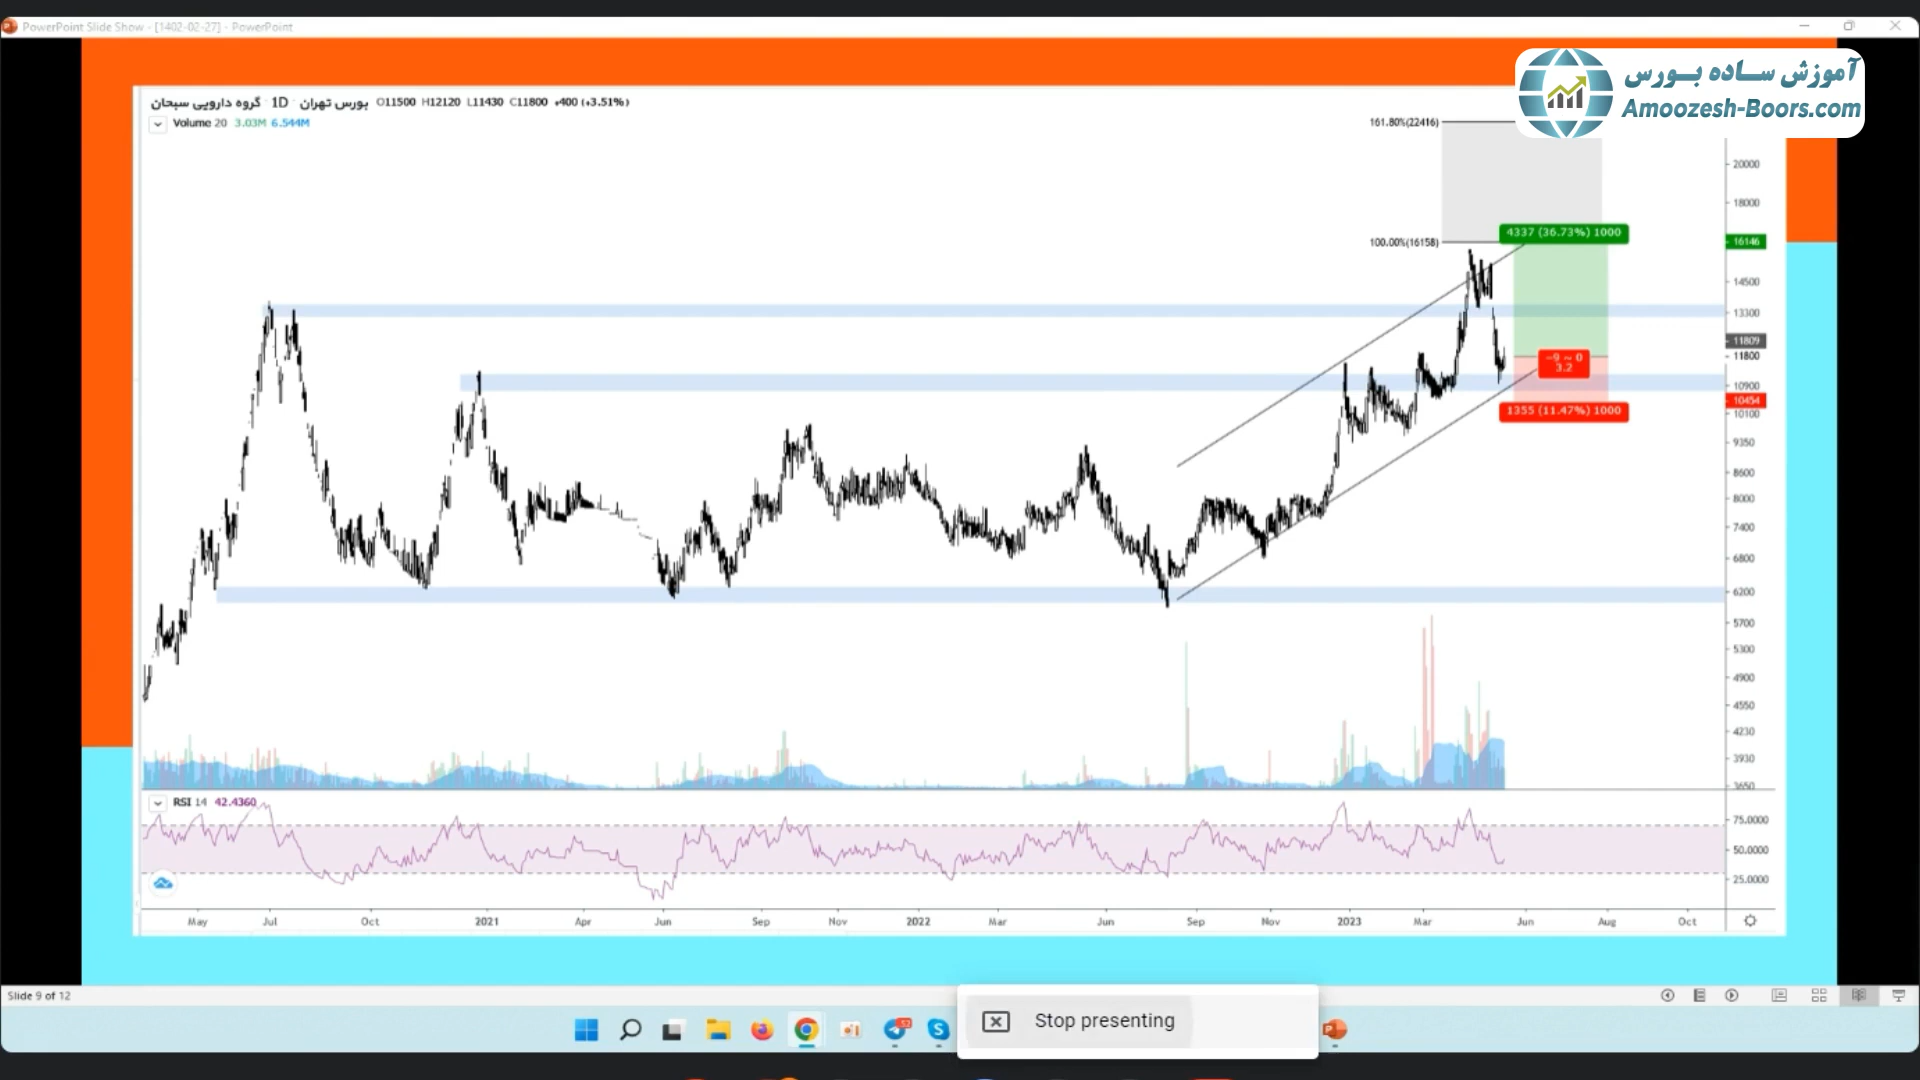 PowerPoint Slide Show - [1402-02-27] - PowerPoint
آموزش ساده بورس
Amoozesh-Boors.com
گروه دارویی سبحان · 1D · بورس تهران O11500 H12120 L11430 C11800 +400 (+3.51%)
Volume 20 3.03M 6.544M
161.80%(22416)
100.00%(16158)
4337 (36.73%) 1000
-9 ~ 0
3.2
1355 (11.47%) 1000
20000
18000
16146
14500
13300
11809
11800
10900
10454
10100
9350
8600
8000
7400
6800
6200
5700
5300
4900
4550
4230
3930
3650
RSI 14 42.4360
75.0000
50.0000
25.0000
May Jul Oct 2021 Apr Jun Sep Nov 2022 Mar Jun Sep Nov 2023 Mar Jun Aug Oct
Slide 9 of 12
Stop presenting